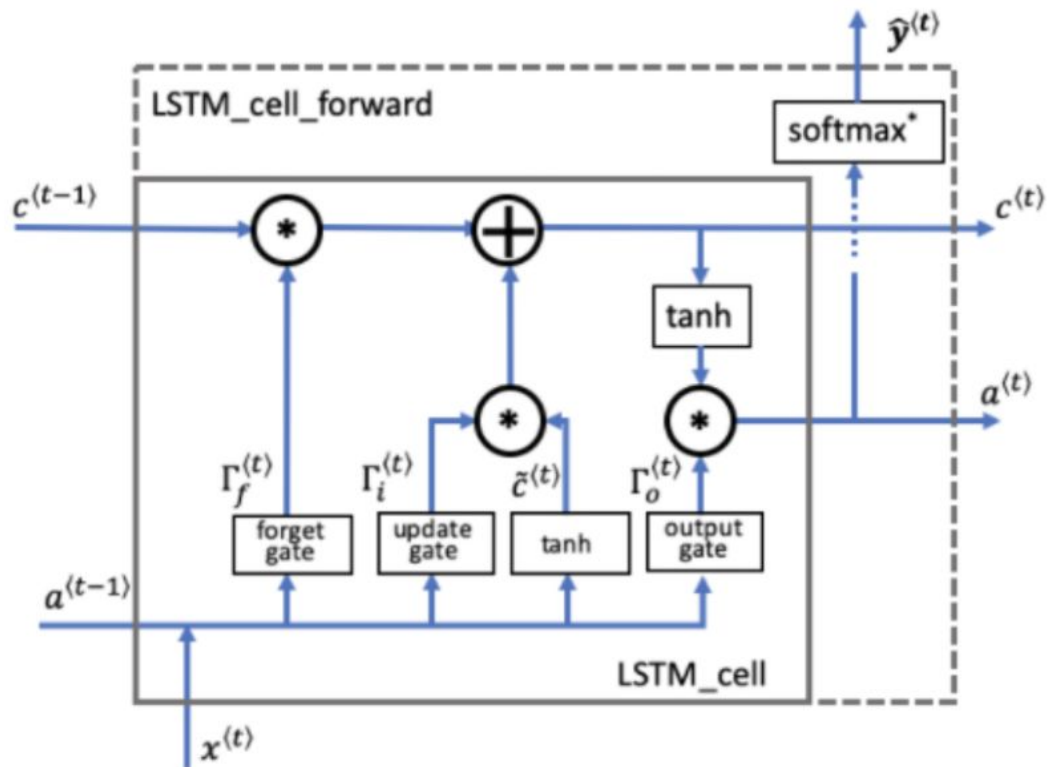 ŷ⟨t⟩
LSTM_cell_forward
softmax*
c⟨t−1⟩
*
+
c⟨t⟩
tanh
*
*
a⟨t⟩
Γf⟨t⟩
Γi⟨t⟩
c̃⟨t⟩
Γo⟨t⟩
forget
gate
update
gate
tanh
output
gate
a⟨t−1⟩
LSTM_cell
x⟨t⟩